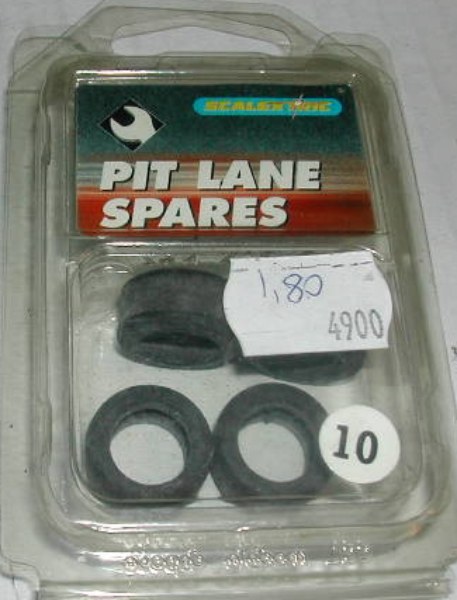 SCALEXTRIC
PIT LANE
SPARES
1,80
4900
10